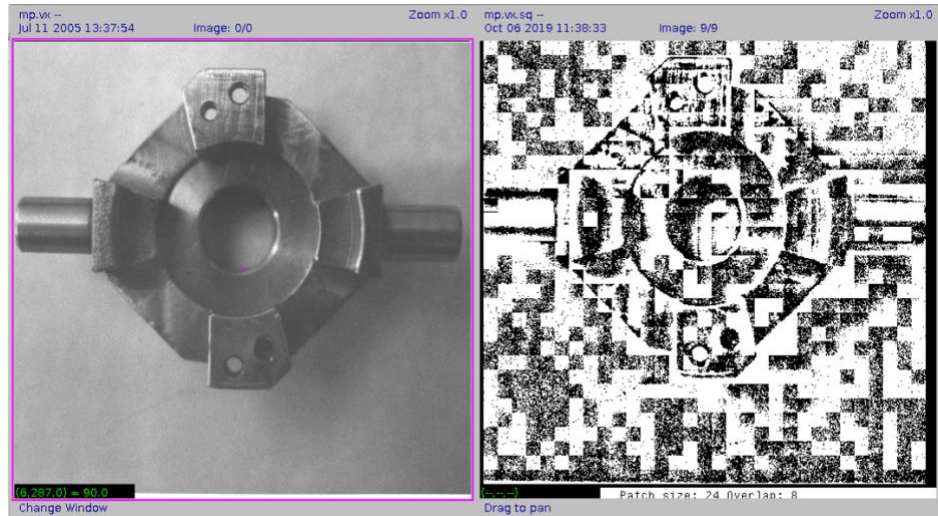 mp.vx --
Jul 11 2005 13:37:54 Image: 0/0 Zoom x1.0
(6,287,0) = 90.0
Change Window
mp.vx.sq --
Oct 06 2019 11:38:33 Image: 9/9 Zoom x1.0
(--,--,--)
Patch size: 24 Overlap: 8
Drag to pan